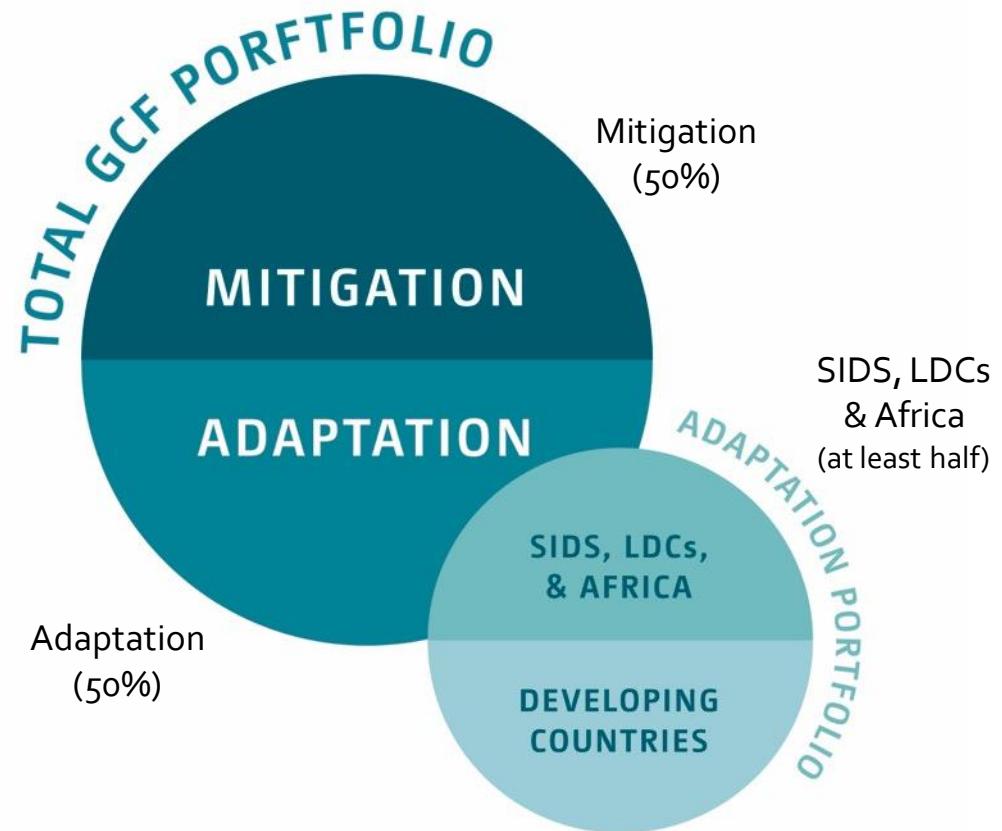 TOTAL GCF PORFTFOLIO
Mitigation
(50%)
MITIGATION
ADAPTATION
SIDS, LDCs
& Africa
(at least half)
ADAPTATION PORTFOLIO
SIDS, LDCs,
& AFRICA
DEVELOPING
COUNTRIES
Adaptation
(50%)